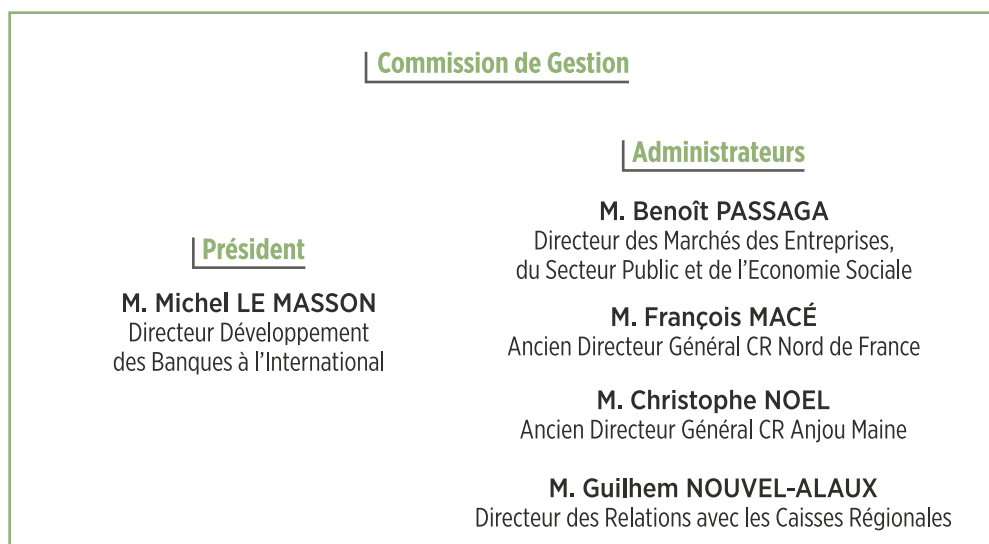 Commission de Gestion
Président
M. Michel LE MASSON
Directeur Développement
des Banques à l'International
Administrateurs
M. Benoît PASSAGA
Directeur des Marchés des Entreprises,
du Secteur Public et de l'Economie Sociale
M. François MACÉ
Ancien Directeur Général CR Nord de France
M. Christophe NOEL
Ancien Directeur Général CR Anjou Maine
M. Guilhem NOUVEL-ALAUX
Directeur des Relations avec les Caisses Régionales